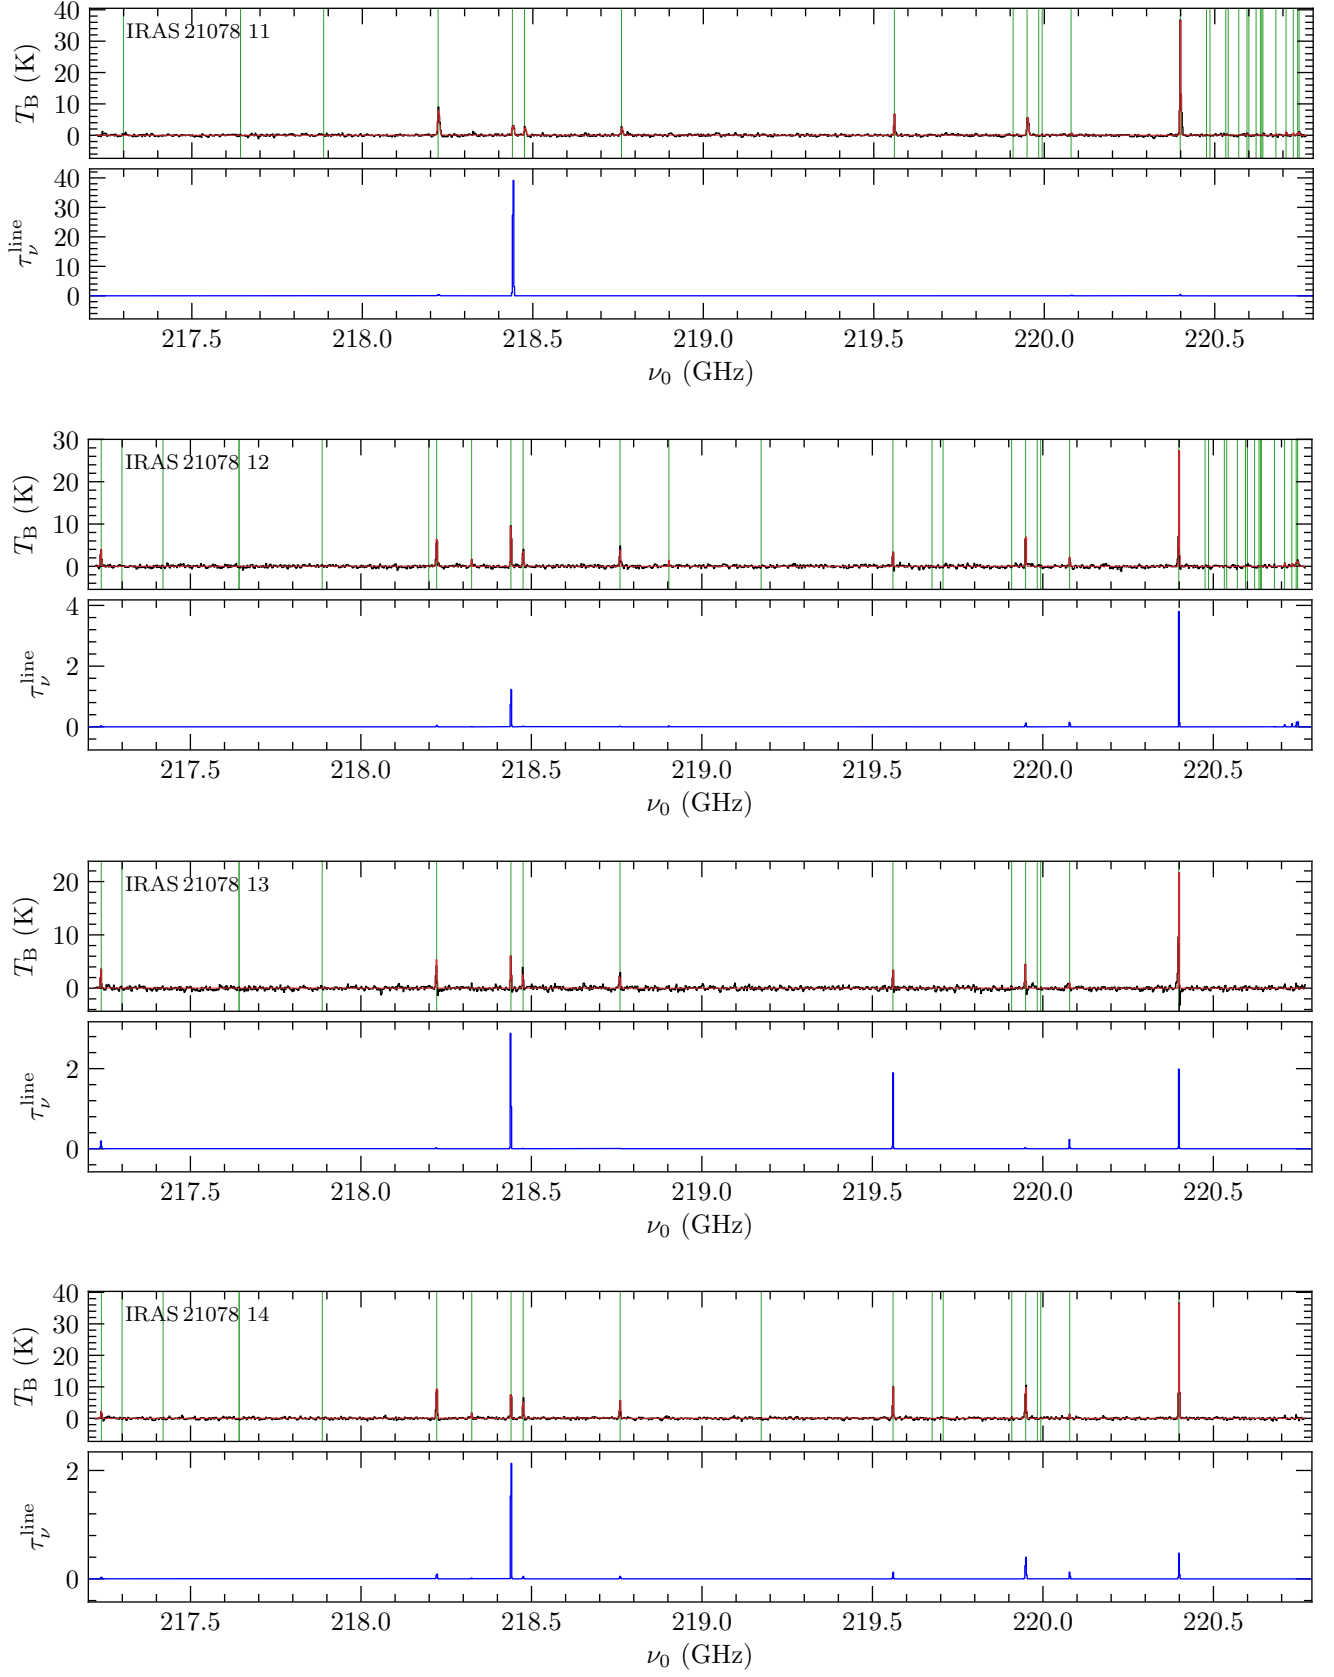 IRAS 21078 11
T_B (K)
40
30
20
10
0
τ_ν^line
40
30
20
10
0
217.5 218.0 218.5 219.0 219.5 220.0 220.5
ν_0 (GHz)
IRAS 21078 12
T_B (K)
30
20
10
0
τ_ν^line
4
2
0
217.5 218.0 218.5 219.0 219.5 220.0 220.5
ν_0 (GHz)
IRAS 21078 13
T_B (K)
20
10
0
τ_ν^line
2
0
217.5 218.0 218.5 219.0 219.5 220.0 220.5
ν_0 (GHz)
IRAS 21078 14
T_B (K)
40
30
20
10
0
τ_ν^line
2
0
217.5 218.0 218.5 219.0 219.5 220.0 220.5
ν_0 (GHz)